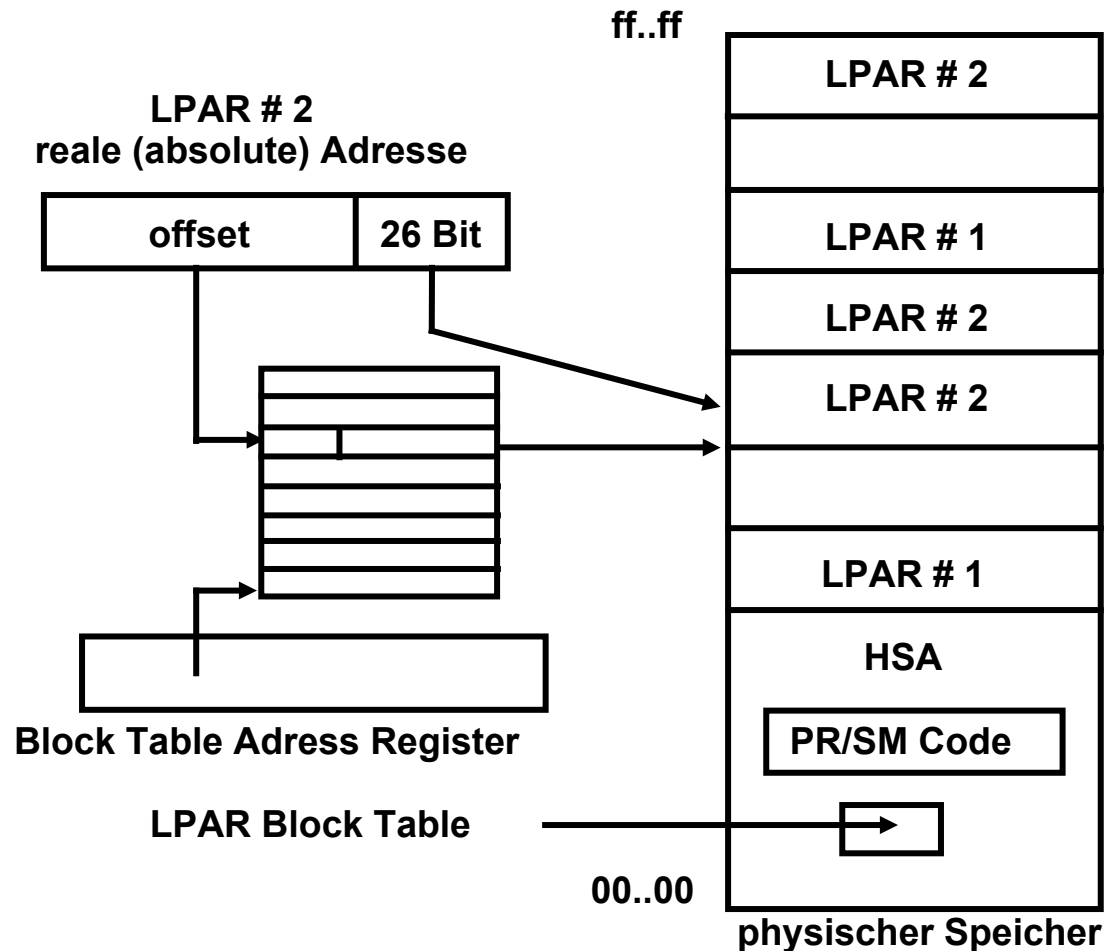 ff..ff
LPAR # 2
LPAR # 2
reale (absolute) Adresse
offset
26 Bit
LPAR # 1
LPAR # 2
LPAR # 2
LPAR # 1
HSA
Block Table Adress Register
PR/SM Code
LPAR Block Table
00..00
physischer Speicher